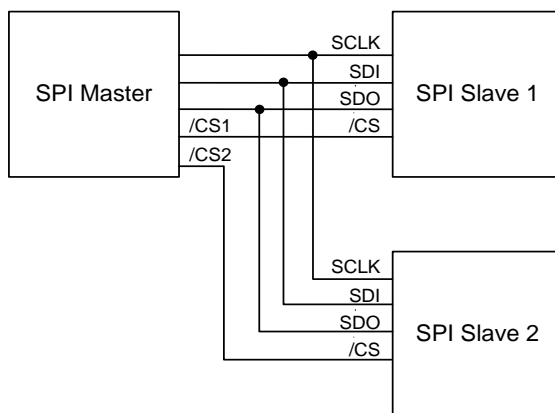 SPI Master
/CS1
/CS2
SCLK
SDI
SDO
/CS
SPI Slave 1
SCLK
SDI
SDO
/CS
SPI Slave 2